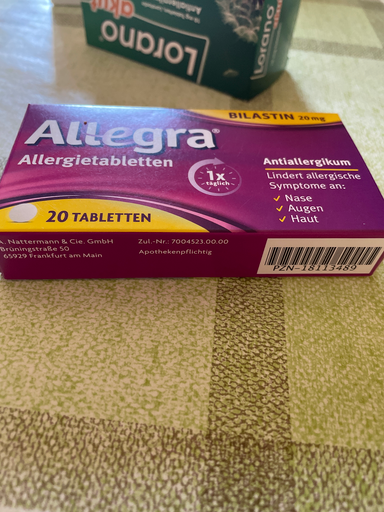 Lorano
akut
Lorano
BILASTIN 20 mg
Allegra®
Allergietabletten
1x
täglich
Antiallergikum
Lindert allergische
Symptome an:
✓ Nase
✓ Augen
✓ Haut
20 TABLETTEN
A. Nattermann & Cie. GmbH
Brüningstraße 50
65929 Frankfurt am Main
Zul.-Nr.: 7004523.00.00
Apothekenpflichtig
PZN-18113489